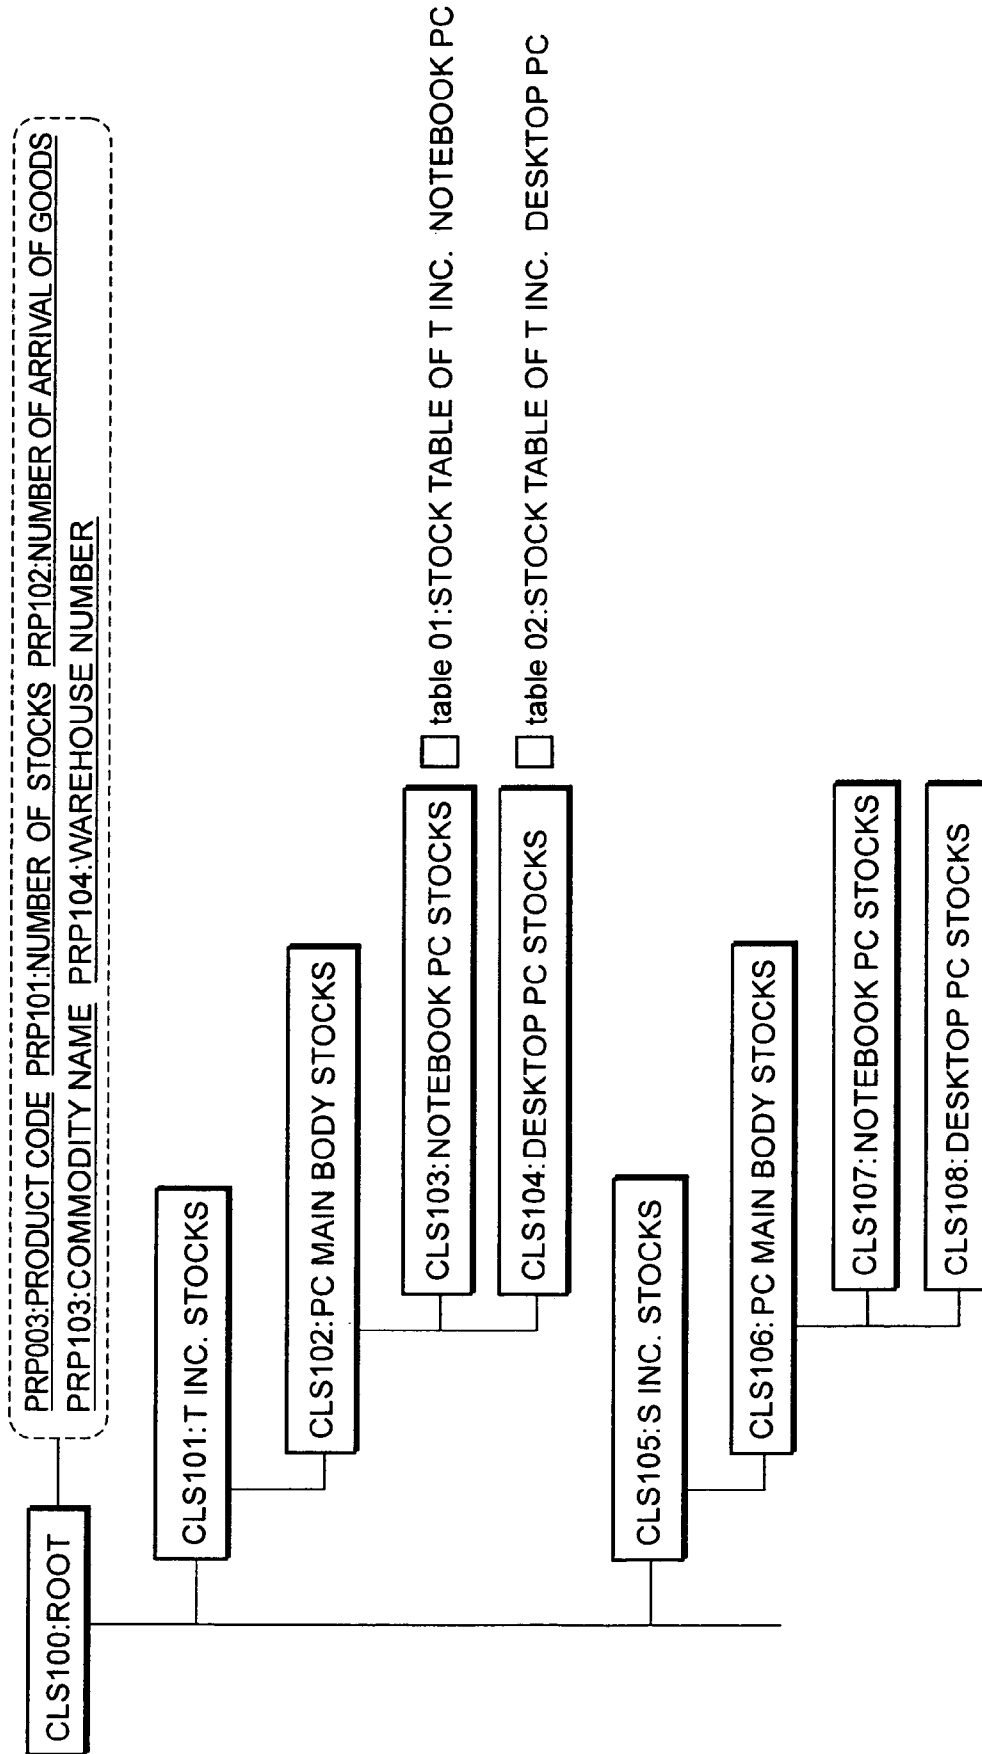 CLS100:ROOT
PRP003:PRODUCT CODE PRP101:NUMBER OF STOCKS PRP102:NUMBER OF ARRIVAL OF GOODS
PRP103:COMMODITY NAME PRP104:WAREHOUSE NUMBER
CLS101:T INC. STOCKS
CLS102:PC MAIN BODY STOCKS
CLS103:NOTEBOOK PC STOCKS
table 01:STOCK TABLE OF T INC. NOTEBOOK PC
CLS104:DESKTOP PC STOCKS
table 02:STOCK TABLE OF T INC. DESKTOP PC
CLS105:S INC. STOCKS
CLS106:PC MAIN BODY STOCKS
CLS107:NOTEBOOK PC STOCKS
CLS108:DESKTOP PC STOCKS